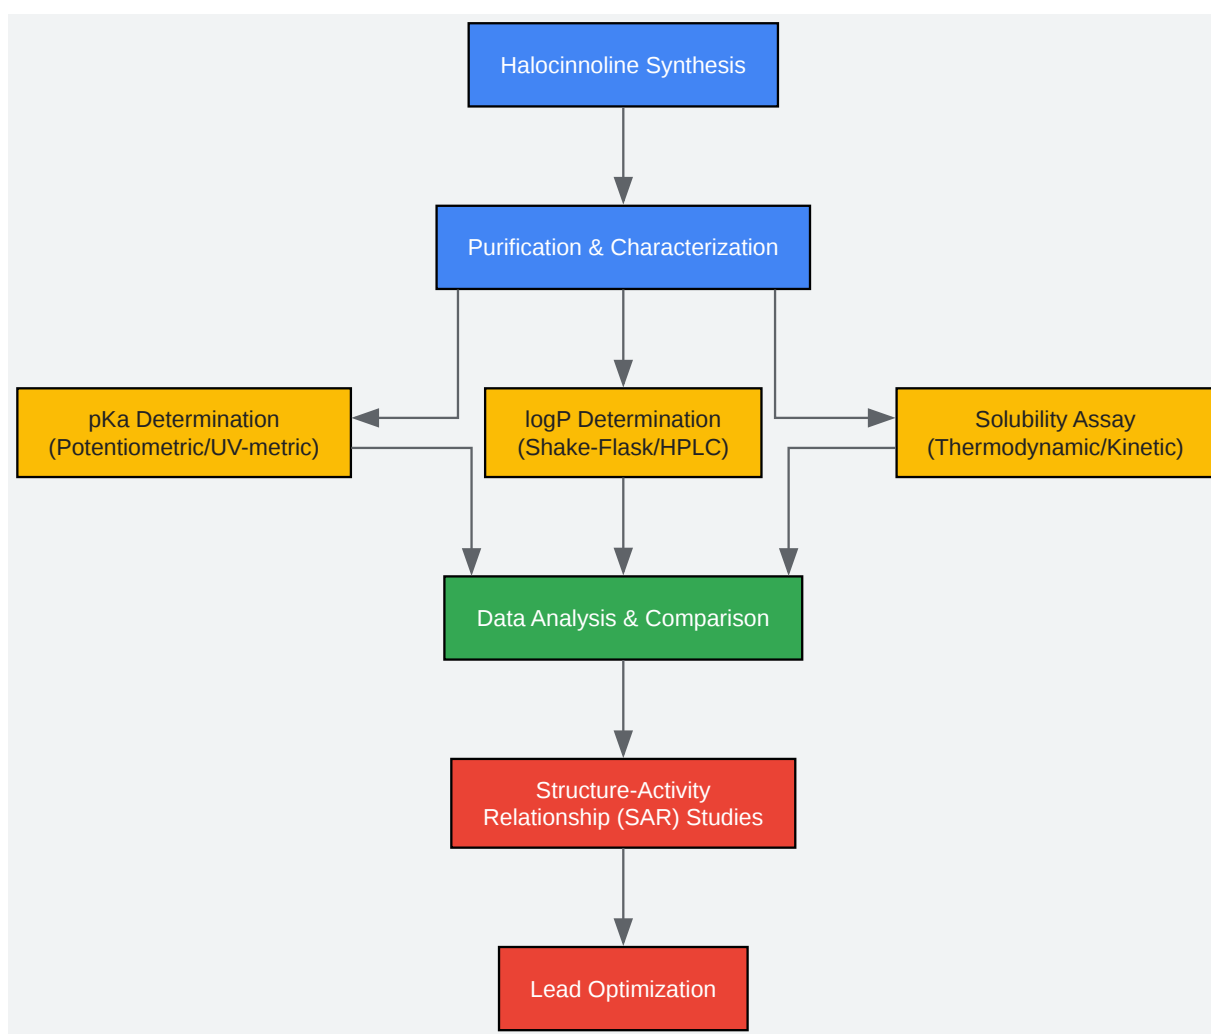 Halocinnoline Synthesis
Purification & Characterization
pKa Determination
(Potentiometric/UV-metric)
logP Determination
(Shake-Flask/HPLC)
Solubility Assay
(Thermodynamic/Kinetic)
Data Analysis & Comparison
Structure-Activity
Relationship (SAR) Studies
Lead Optimization